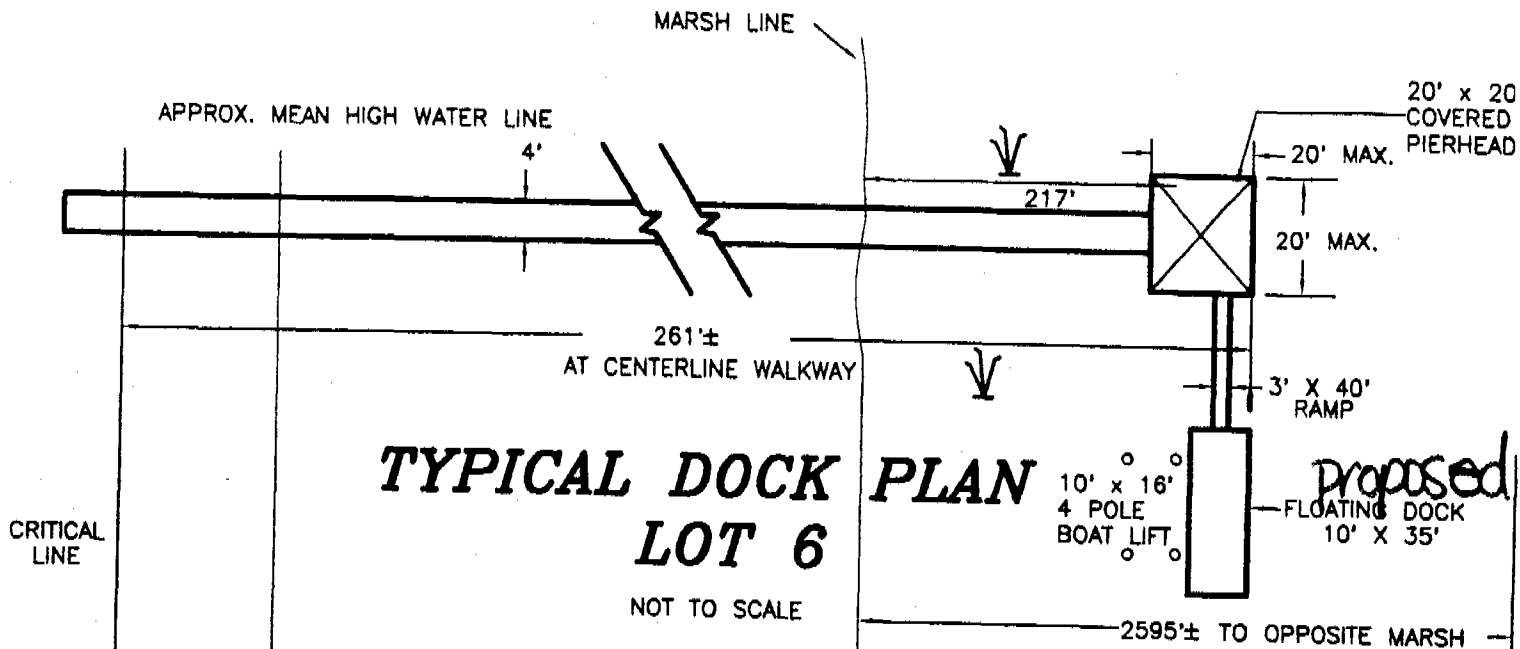 MARSH LINE
APPROX. MEAN HIGH WATER LINE
4'
20' x 20
COVERED
PIERHEAD
20' MAX.
217'
20' MAX.
261'±
AT CENTERLINE WALKWAY
3' X 40'
RAMP
TYPICAL DOCK PLAN
LOT 6
NOT TO SCALE
10' x 16'
4 POLE
BOAT LIFT
proposed
FLOATING DOCK
10' X 35'
CRITICAL
LINE
2595'± TO OPPOSITE MARSH